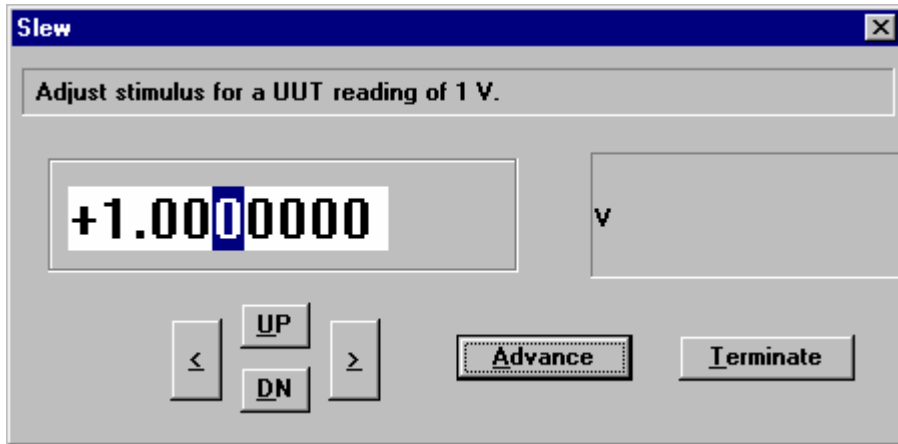 Slew
Adjust stimulus for a UUT reading of 1 V.
+1.0000000
V
<
UP
DN
>
Advance
Terminate